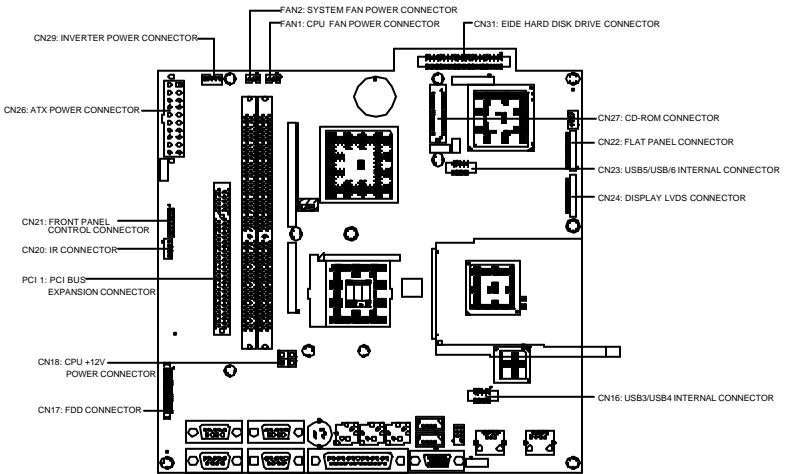 FAN2: SYSTEM FAN POWER CONNECTOR
FAN1: CPU FAN POWER CONNECTOR
CN31: EIDE HARD DISK DRIVE CONNECTOR
CN29: INVERTER POWER CONNECTOR
CN26: ATX POWER CONNECTOR
CN27: CD-ROM CONNECTOR
CN22: FLAT PANEL CONNECTOR
CN23: USB5/USB/6 INTERNAL CONNECTOR
CN24: DISPLAY LVDS CONNECTOR
CN21: FRONT PANEL
CONTROL CONNECTOR
CN20: IR CONNECTOR
PCI 1: PCI BUS
EXPANSION CONNECTOR
CN18: CPU +12V
POWER CONNECTOR
CN17: FDD CONNECTOR
CN16: USB3/USB4 INTERNAL CONNECTOR